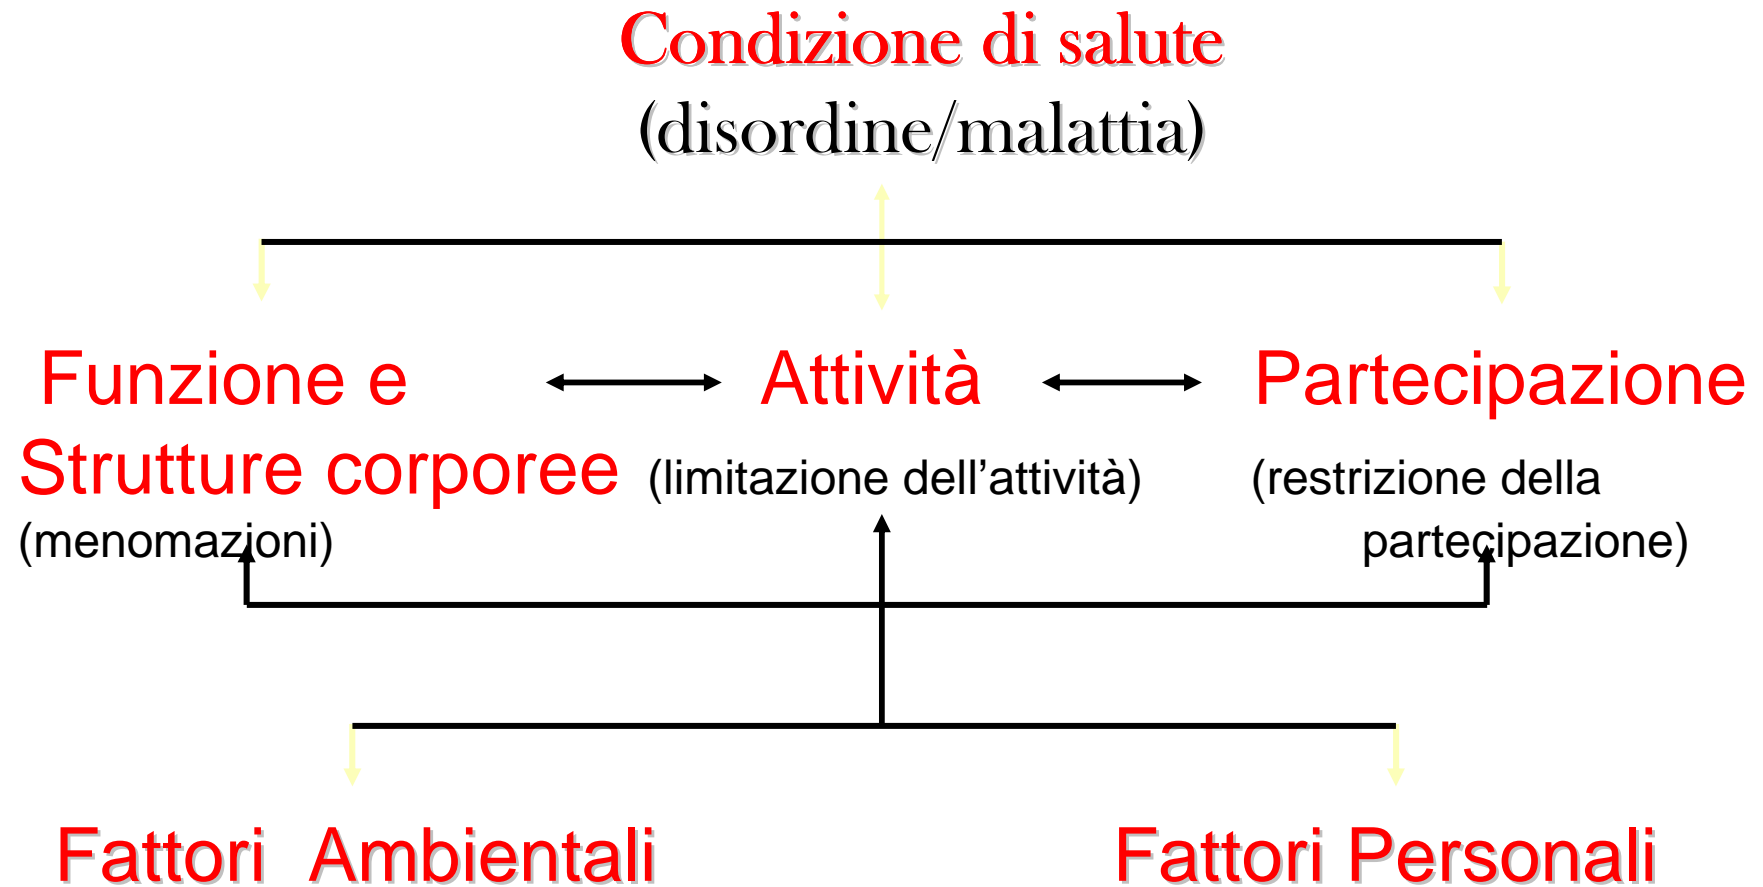 Condizione di salute
(disordine/malattia)
Funzione e
Attività
Partecipazione
Strutture corporee
(limitazione dell’attività)
(restrizione della
(menomazioni)
partecipazione)
Fattori Ambientali
Fattori Personali